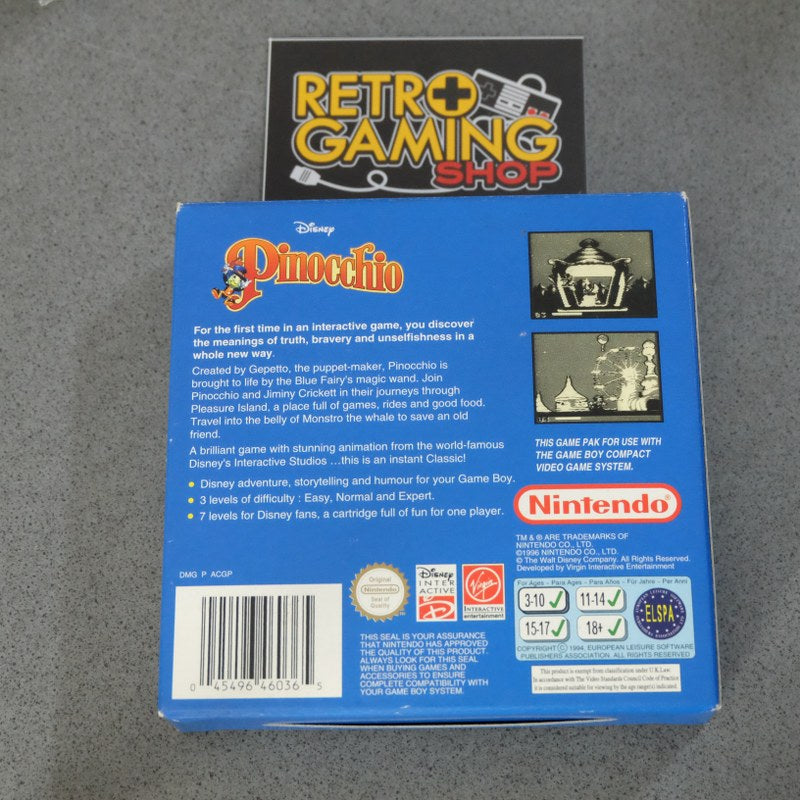 RETRO
GAMING
SHOP
Disney
Pinocchio
For the first time in an interactive game, you discover
the meanings of truth, bravery and unselfishness in a
whole new way.
Created by Gepetto, the puppet-maker, Pinocchio is
brought to life by the Blue Fairy's magic wand. Join
Pinocchio and Jiminy Crickett in their journeys through
Pleasure Island, a place full of games, rides and good food.
Travel into the belly of Monstro the whale to save an old
friend.
A brilliant game with stunning animation from the world-famous
Disney's Interactive Studios ...this is an instant Classic!
• Disney adventure, storytelling and humour for your Game Boy.
• 3 levels of difficulty : Easy, Normal and Expert.
• 7 levels for Disney fans, a cartridge full of fun for one player.
THIS GAME PAK FOR USE WITH
THE GAME BOY COMPACT
VIDEO GAME SYSTEM.
Nintendo®
TM & ® ARE TRADEMARKS OF
NINTENDO CO., LTD.
©1996 NINTENDO CO., LTD.
© The Walt Disney Company. All Rights Reserved.
Developed by Virgin Interactive Entertainment
DMG P ACGP
0 45496 46036 5
Original
Nintendo
Seal of
Quality
TM
Disney
INTER
ACTIVE
Virgin
INTERACTIVE
entertainment
THIS SEAL IS YOUR ASSURANCE
THAT NINTENDO HAS APPROVED
THE QUALITY OF THIS PRODUCT.
ALWAYS LOOK FOR THIS SEAL
WHEN BUYING GAMES AND
ACCESSORIES TO ENSURE
COMPLETE COMPATIBILITY WITH
YOUR GAME BOY SYSTEM.
For Ages - Para Ages - Para Años - Für Jahre - Per Anni
3-10 ✓ 11-14 ✓
15-17 ✓ 18+ ✓
ELSPA
COPYRIGHT © 1994. EUROPEAN LEISURE SOFTWARE
PUBLISHERS ASSOCIATION. ALL RIGHTS RESERVED
This product is exempt from classification under U.K.Law.
In accordance with The Video Standards Council Code of Practice
it is considered suitable for viewing by the age range(s) indicated.